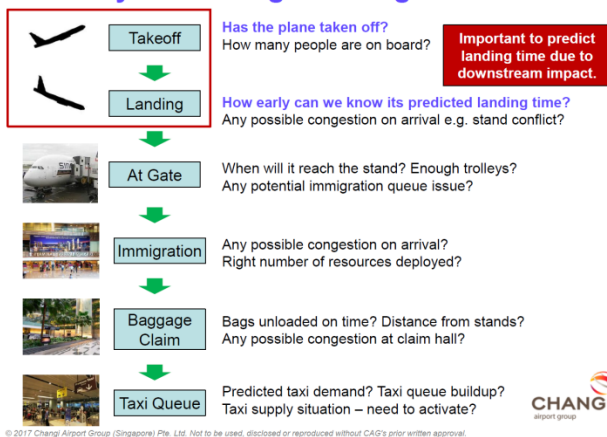 Takeoff
Has the plane taken off?
How many people are on board?
Important to predict
landing time due to
downstream impact.
Landing
How early can we know its predicted landing time?
Any possible congestion on arrival e.g. stand conflict?
At Gate
When will it reach the stand? Enough trolleys?
Any potential immigration queue issue?
Immigration
Any possible congestion on arrival?
Right number of resources deployed?
Baggage
Claim
Bags unloaded on time? Distance from stands?
Any possible congestion at claim hall?
Taxi Queue
Predicted taxi demand? Taxi queue buildup?
Taxi supply situation – need to activate?
CHANG
airport group
© 2017 Changi Airport Group (Singapore) Pte. Ltd. Not to be used, disclosed or reproduced without CAG's prior written approval.